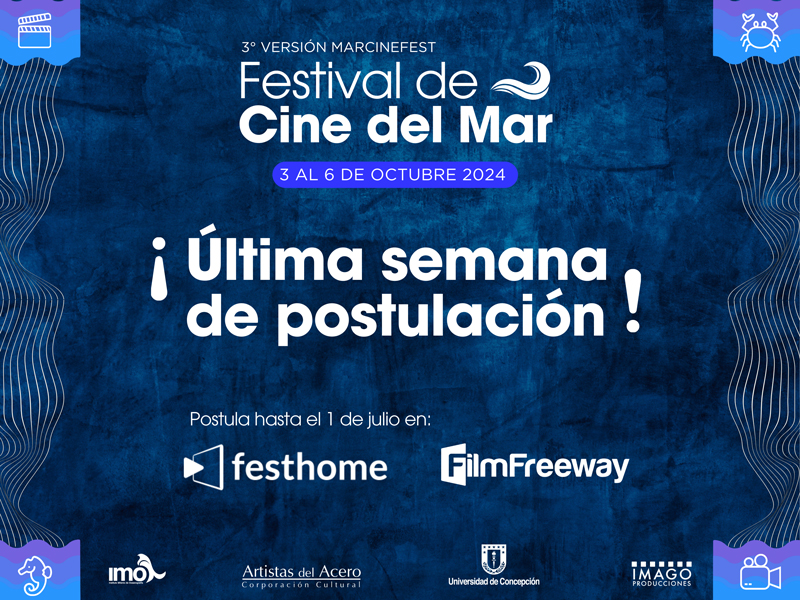 3° VERSIÓN MARCINEFEST
Festival de
Cine del Mar
3 AL 6 DE OCTUBRE 2024
¡Última semana
de postulación!
Postula hasta el 1 de julio en:
festhome
FilmFreeway
imo
Artistas del Acero
Corporación Cultural
Universidad de Concepción
IMAGO
PRODUCCIONES